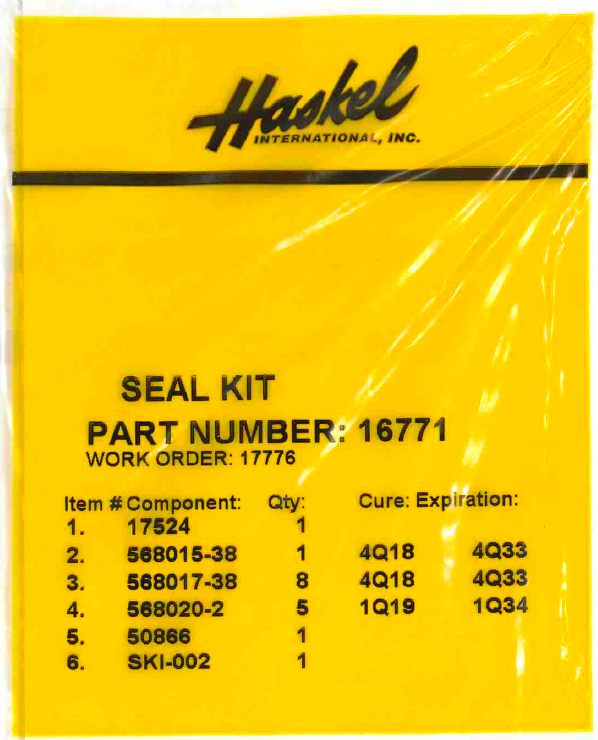 Haskel
INTERNATIONAL, INC.
SEAL KIT
PART NUMBER: 16771
WORK ORDER: 17776
Item # Component: Qty: Cure: Expiration:
1. 17524 1
2. 568015-38 1 4Q18 4Q33
3. 568017-38 8 4Q18 4Q33
4. 568020-2 5 1Q19 1Q34
5. 50866 1
6. SKI-002 1